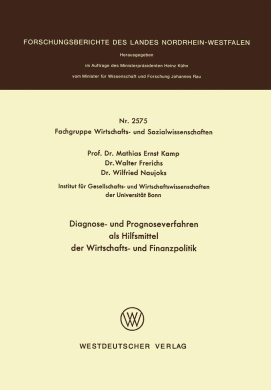 FORSCHUNGSBERICHTE DES LANDES NORDRHEIN-WESTFALEN
Herausgegeben
im Auftrage des Ministerpräsidenten Heinz Kühn
vom Minister für Wissenschaft und Forschung Johannes Rau
Nr. 2575
Fachgruppe Wirtschafts- und Sozialwissenschaften
Prof. Dr. Mathias Ernst Kamp
Dr. Walter Frerichs
Dr. Wilfried Naujoks
Institut für Gesellschafts- und Wirtschaftswissenschaften
der Universität Bonn
Diagnose- und Prognoseverfahren
als Hilfsmittel
der Wirtschafts- und Finanzpolitik
WESTDEUTSCHER VERLAG